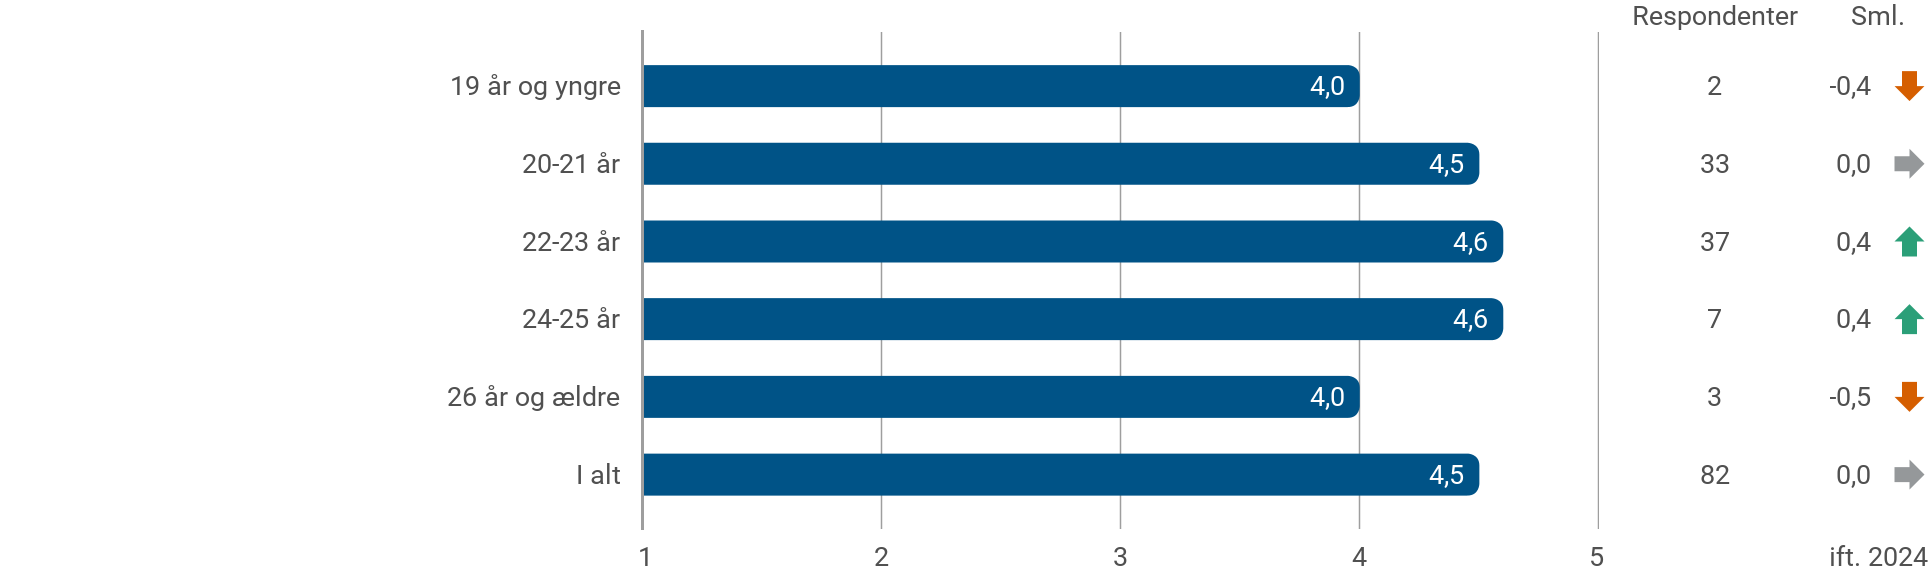 Respondenter Sml.
19 år og yngre 4,0 2 -0,4
20-21 år 4,5 33 0,0
22-23 år 4,6 37 0,4
24-25 år 4,6 7 0,4
26 år og ældre 4,0 3 -0,5
I alt 4,5 82 0,0
1 2 3 4 5 ift. 2024